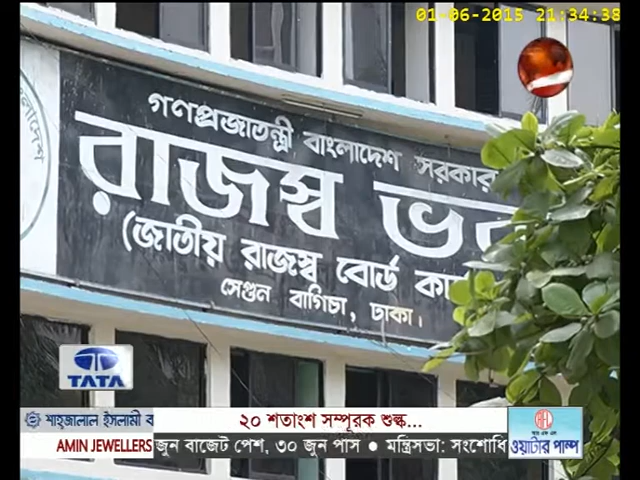 01-06-2015 21:34:38
গণপ্রজাতন্ত্রী বাংলাদেশ সরকার
রাজস্ব
(জাতীয় রাজস্ব বোর্ড
সেগুন বাগিচা, ঢাকা।
TATA
শাহ্জালাল ইসলামী
২০ শতাংশ সম্পূরক শুল্ক...
AMIN JEWELLERS
জুন বাজেট পেশ, ৩০ জুন পাস ● মন্ত্রিসভা:
ওয়াটার পাম্প